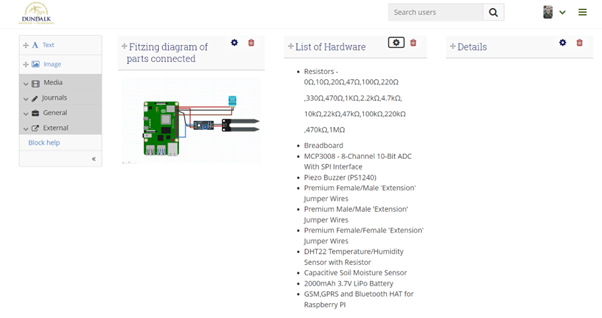 DUNDALK
Search users
Text
Image
Media
Journals
General
External
Block help
«
Fitzing diagram of
parts connected
List of Hardware
Resistors -
0Ω,10Ω,20Ω,47Ω,100Ω,220Ω
,330Ω,470Ω,1KΩ,2.2kΩ,4.7kΩ,
10kΩ,22kΩ,47kΩ,100kΩ,220kΩ
,470kΩ,1MΩ
Breadboard
MCP3008 - 8-Channel 10-Bit ADC
With SPI Interface
Piezo Buzzer (PS1240)
Premium Female/Male 'Extension'
Jumper Wires
Premium Male/Male 'Extension'
Jumper Wires
Premium Female/Female 'Extension'
Jumper Wires
DHT22 Temperature/Humidity
Sensor with Resistor
Capacitive Soil Moisture Sensor
2000mAh 3.7V LiPo Battery
GSM,GPRS and Bluetooth HAT for
Raspberry PI
Details